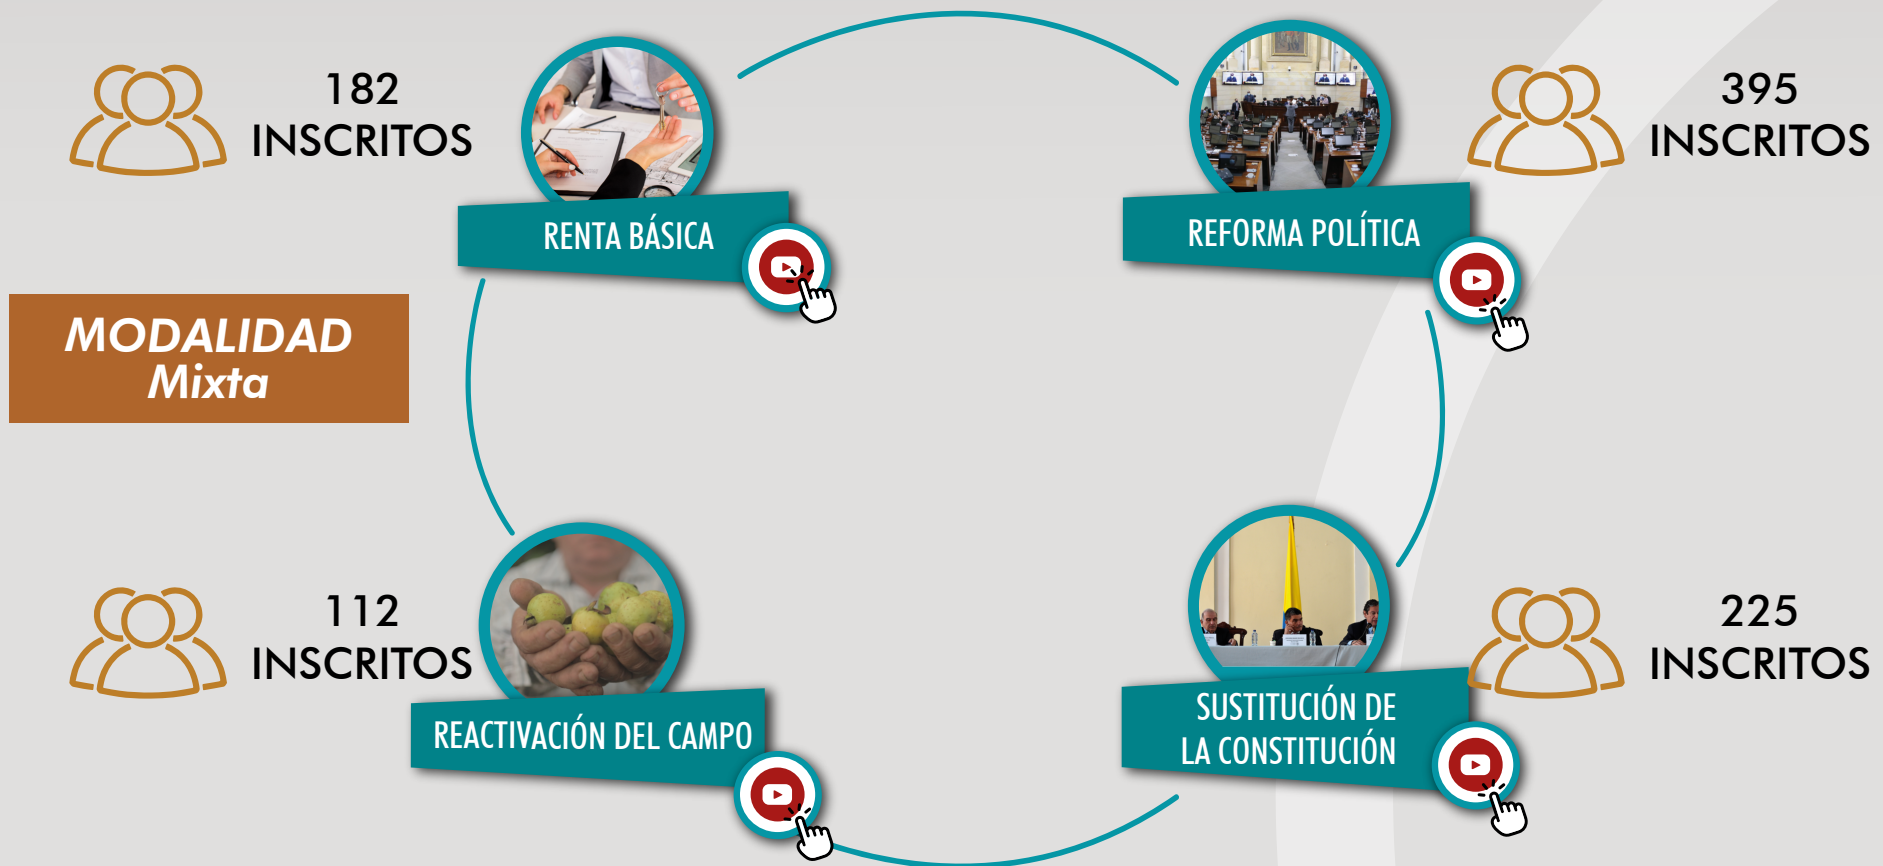 182
INSCRITOS
RENTA BÁSICA
REFORMA POLÍTICA
395
INSCRITOS
MODALIDAD
Mixta
112
INSCRITOS
REACTIVACIÓN DEL CAMPO
SUSTITUCIÓN DE
LA CONSTITUCIÓN
225
INSCRITOS